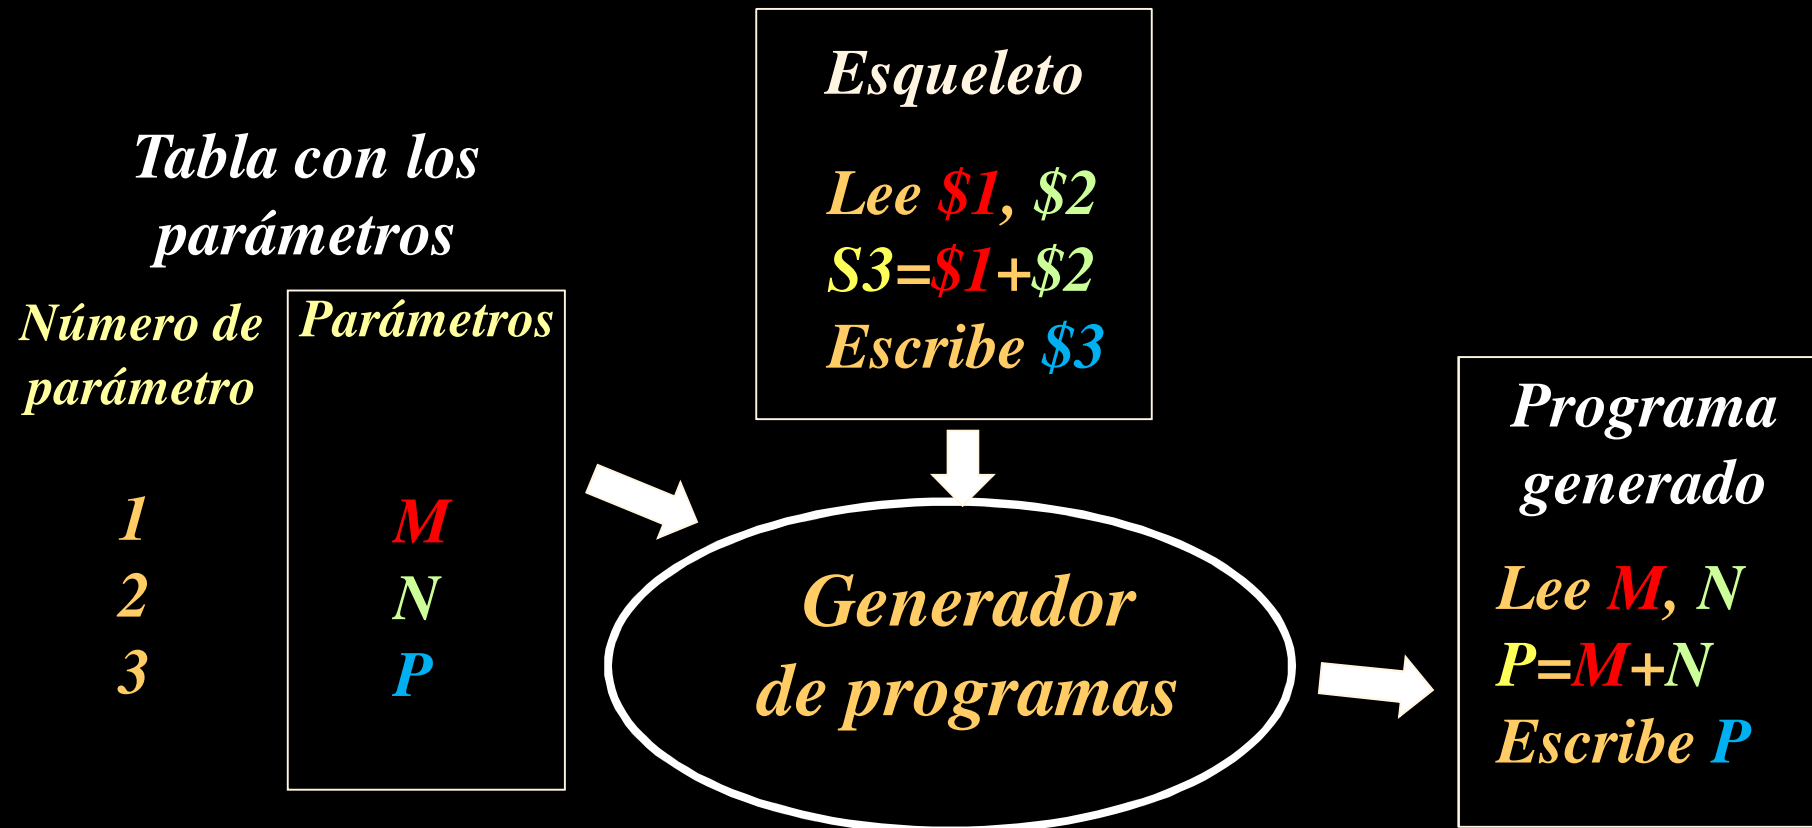 Esqueleto
Lee $1, $2
S3=$1+$2
Escribe $3
Tabla con los
parámetros
Número de
parámetro
Parámetros
1 M
2 N
3 P
Generador
de programas
Programa
generado
Lee M, N
P=M+N
Escribe P